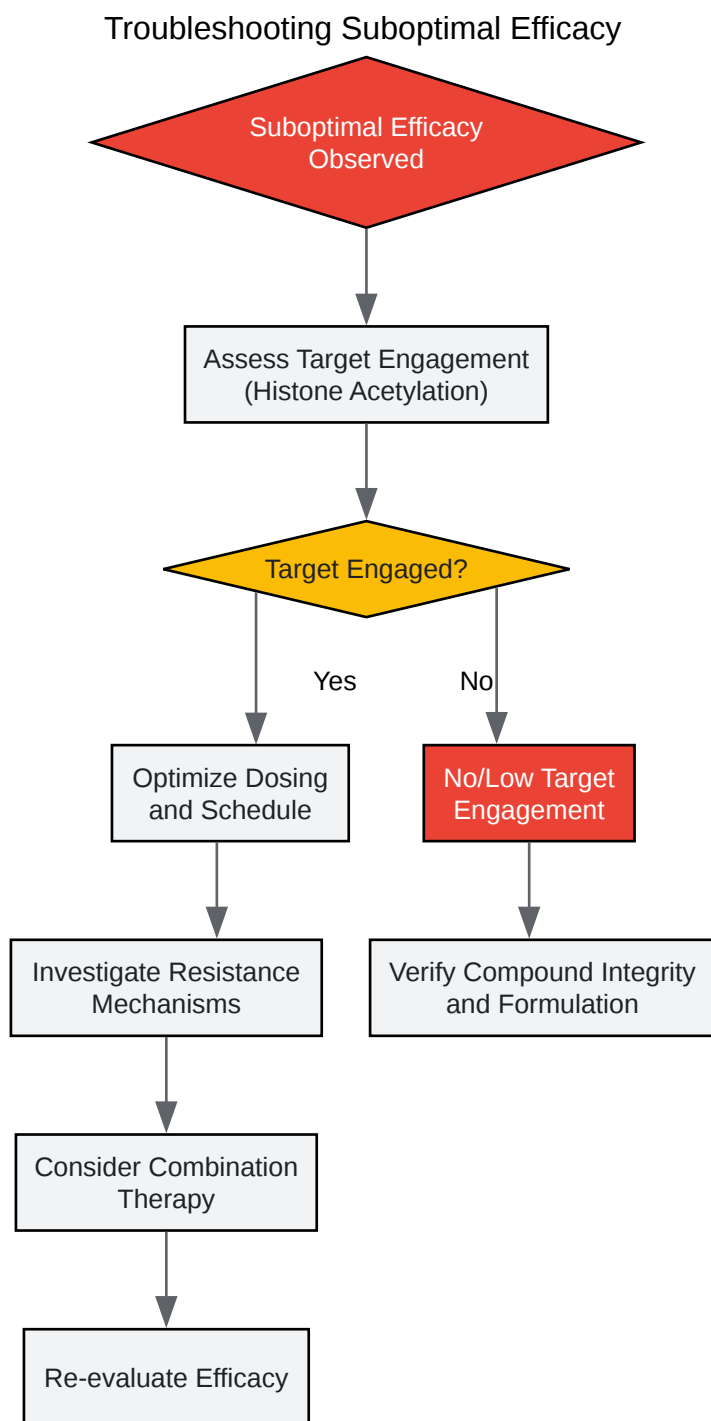 Troubleshooting Suboptimal Efficacy
Suboptimal Efficacy
Observed
Assess Target Engagement
(Histone Acetylation)
Target Engaged?
Yes
No
Optimize Dosing
and Schedule
No/Low Target
Engagement
Investigate Resistance
Mechanisms
Verify Compound Integrity
and Formulation
Consider Combination
Therapy
Re-evaluate Efficacy